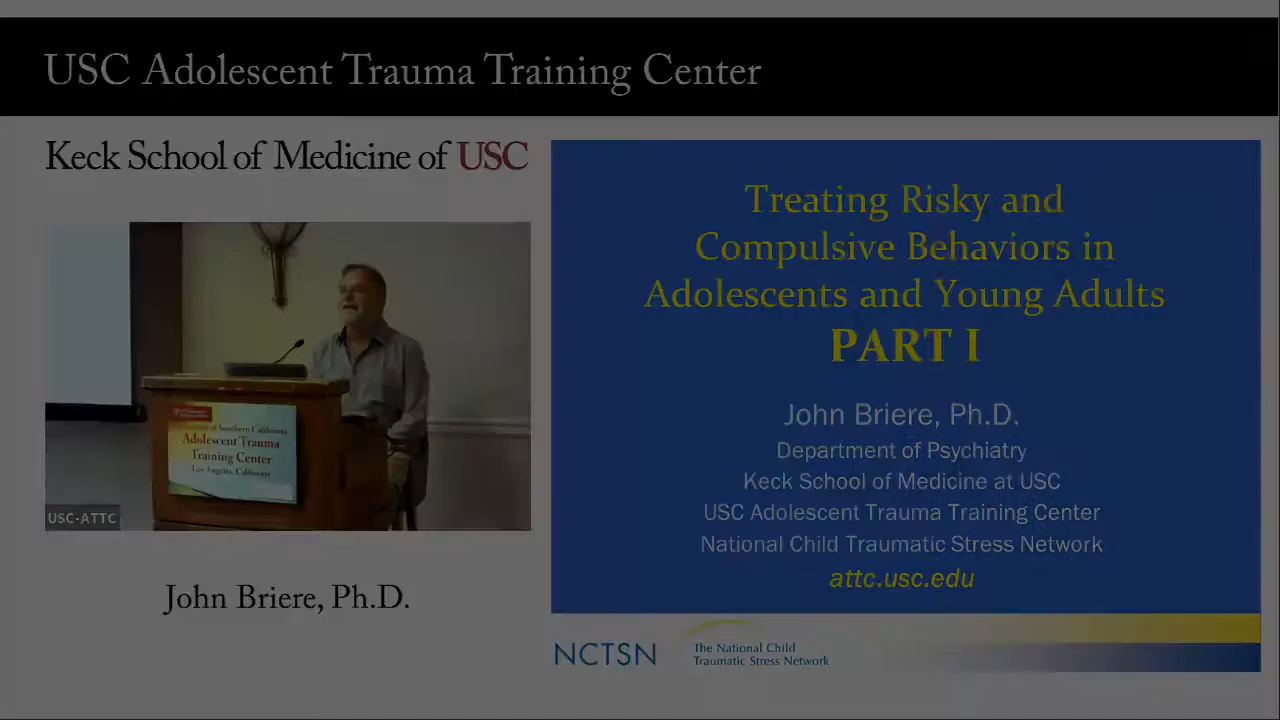 USC Adolescent Trauma Training Center
Keck School of Medicine of USC
Treating Risky and
Compulsive Behaviors in
Adolescents and Young Adults
PART I
John Briere, Ph.D.
Department of Psychiatry
Keck School of Medicine at USC
USC Adolescent Trauma Training Center
National Child Traumatic Stress Network
attc.usc.edu
of Southern California
Adolescent Trauma
Training Center
Los Angeles, California
USC-ATTC
John Briere, Ph.D.
NCTSN
The National Child
Traumatic Stress Network